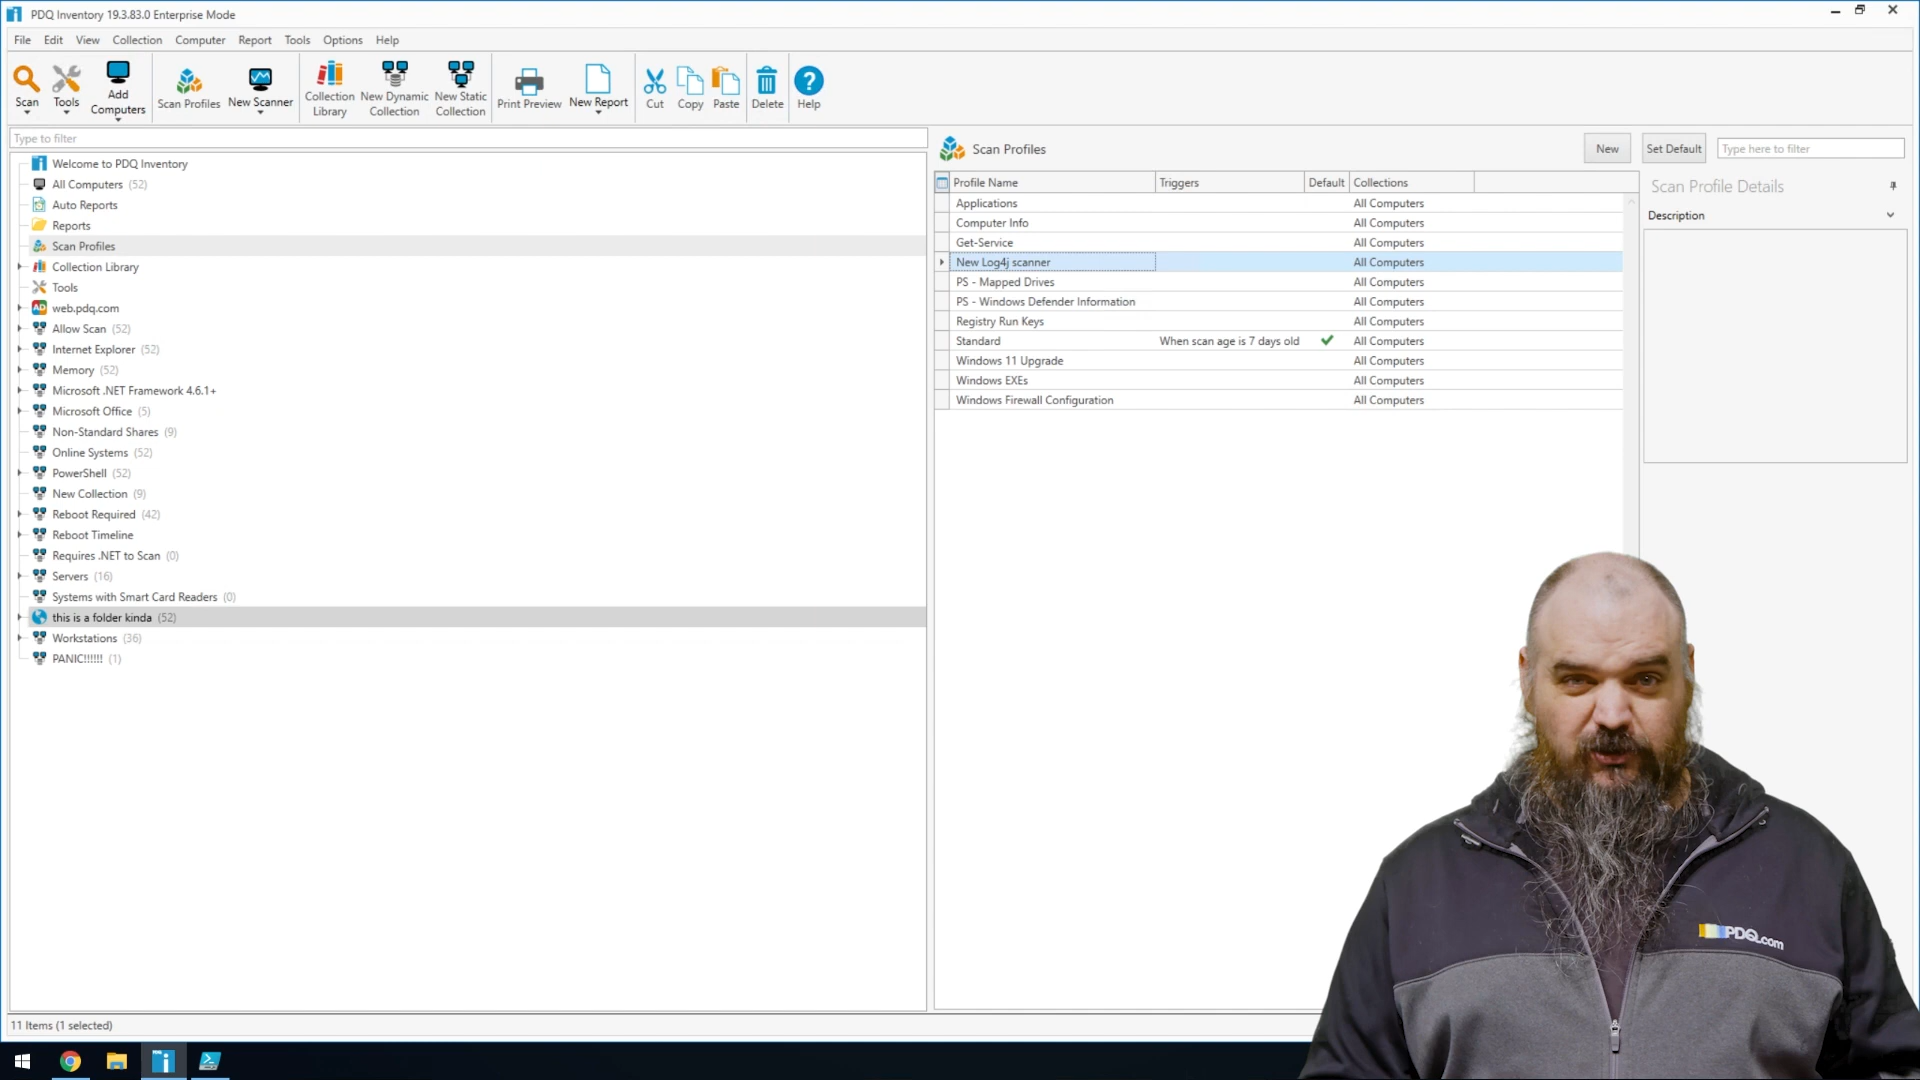 PDQ Inventory 19.3.83.0 Enterprise Mode
File Edit View Collection Computer Report Tools Options Help
Scan
Tools
Add Computers
Scan Profiles
New Scanner
Collection Library
New Dynamic Collection
New Static Collection
Print Preview
New Report
Cut
Copy
Paste
Delete
Help
Type to filter
Welcome to PDQ Inventory
All Computers (52)
Auto Reports
Reports
Scan Profiles
Collection Library
Tools
AD web.pdq.com
Allow Scan (52)
Internet Explorer (52)
Memory (52)
Microsoft .NET Framework 4.6.1+
Microsoft Office (5)
Non-Standard Shares (9)
Online Systems (52)
PowerShell (52)
New Collection (9)
Reboot Required (42)
Reboot Timeline
Requires .NET to Scan (0)
Servers (16)
Systems with Smart Card Readers (0)
this is a folder kinda (52)
Workstations (36)
PANIC!!!!!! (1)
11 Items (1 selected)
Scan Profiles
New
Set Default
Type here to filter
Profile Name Triggers Default Collections
Applications All Computers
Computer Info All Computers
Get-Service All Computers
New Log4j scanner All Computers
PS - Mapped Drives All Computers
PS - Windows Defender Information All Computers
Registry Run Keys All Computers
Standard When scan age is 7 days old All Computers
Windows 11 Upgrade All Computers
Windows EXEs All Computers
Windows Firewall Configuration All Computers
Scan Profile Details
Description
PDQ.com